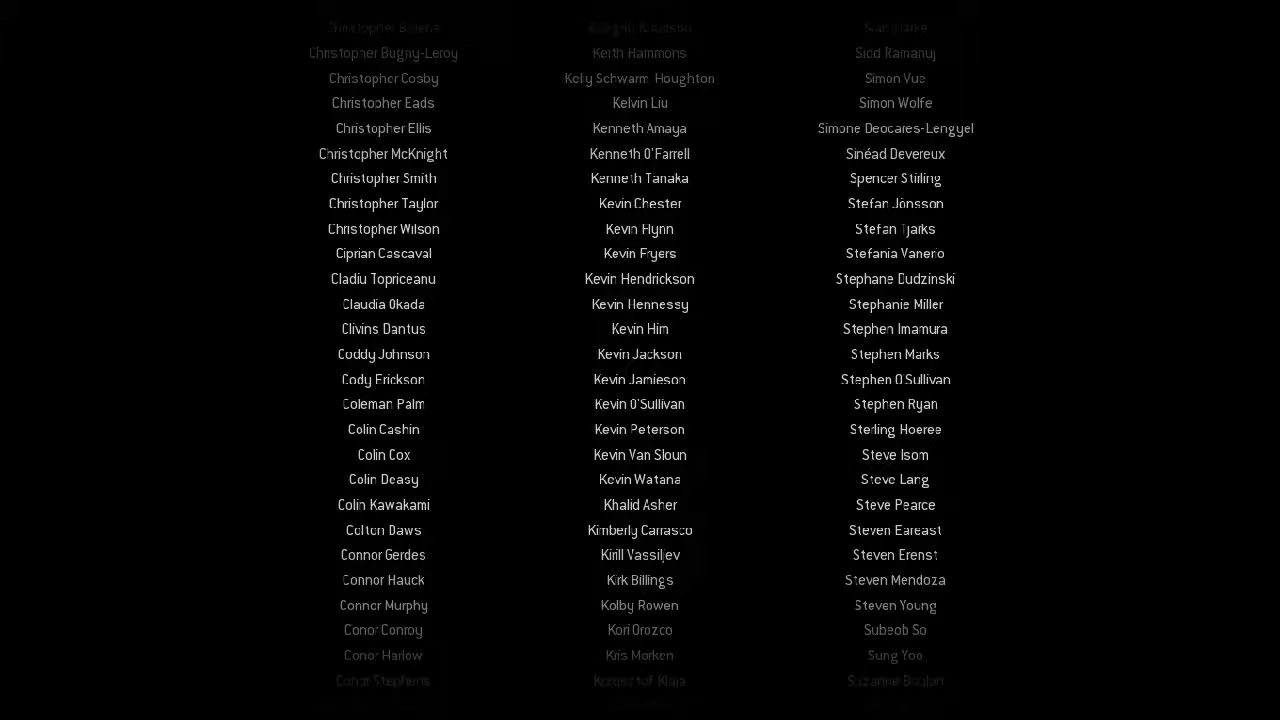 Christopher Bugny-Leroy
Christopher Cosby
Christopher Eads
Christopher Ellis
Christopher McKnight
Christopher Smith
Christopher Taylor
Christopher Wilson
Ciprian Cascaval
Cladiu Topriceanu
Claudia Okada
Clivins Dantus
Coddy Johnson
Cody Erickson
Coleman Palm
Colin Cashin
Colin Cox
Colin Deasy
Colin Kawakami
Colton Daws
Connor Gerdes
Connor Hauck
Connor Murphy
Conor Conroy
Conor Harlow
Conor Stephens
Keith Hammons
Kelly Schwarm-Houghton
Kelvin Liu
Kenneth Amaya
Kenneth O'Farrell
Kenneth Tanaka
Kevin Chester
Kevin Flynn
Kevin Fryers
Kevin Hendrickson
Kevin Hennessy
Kevin Him
Kevin Jackson
Kevin Jamieson
Kevin O'Sullivan
Kevin Peterson
Kevin Van Sloun
Kevin Watana
Khalid Asher
Kimberly Carrasco
Kirill Vassiljev
Kirk Billings
Kolby Rowen
Kori Orozco
Kris Morken
Sidd Ramanuj
Simon Vue
Simon Wolfe
Simone Deocares-Lengyel
Sinéad Devereux
Spencer Stirling
Stefan Jónsson
Stefan Tjarks
Stefania Vanerio
Stephane Dudzinski
Stephanie Miller
Stephen Imamura
Stephen Marks
Stephen O'Sullivan
Stephen Ryan
Sterling Hoeree
Steve Isom
Steve Lang
Steve Pearce
Steven Eareast
Steven Erenst
Steven Mendoza
Steven Young
Subeob So
Sung Yoo